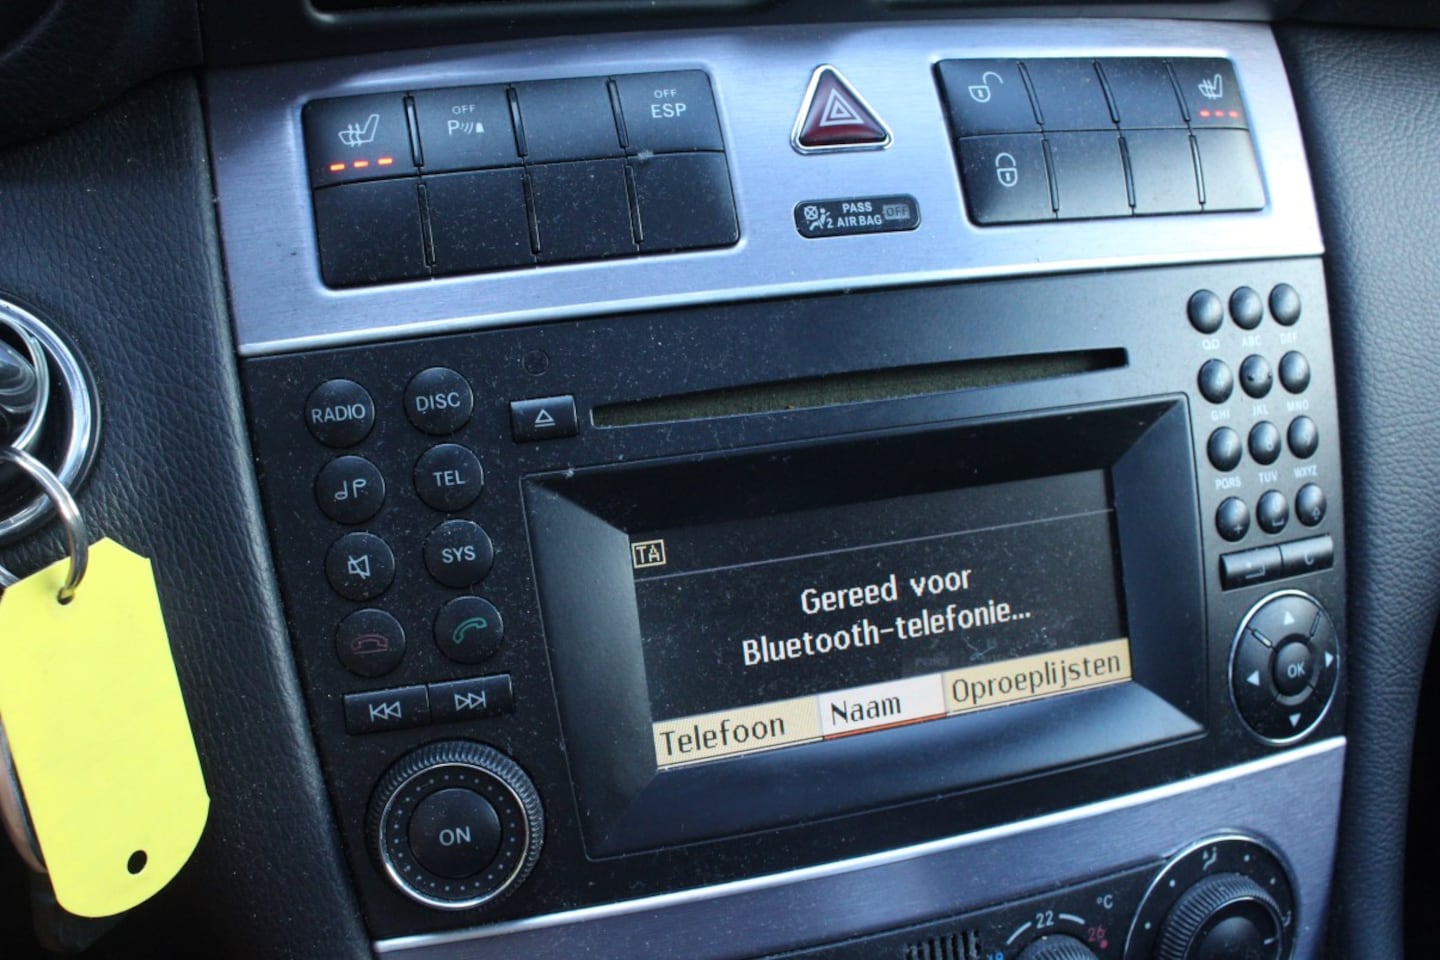 OFF
P
OFF
ESP
PASS
2 AIR BAG OFF
RADIO
DISC
TEL
SYS
ON
TA
Gereed voor
Bluetooth-telefonie...
Telefoon Naam Oproeplijsten
ABC DEF
GHI JKL MNO
PQRS TUV WXYZ
+
C
OK
22
26
°C